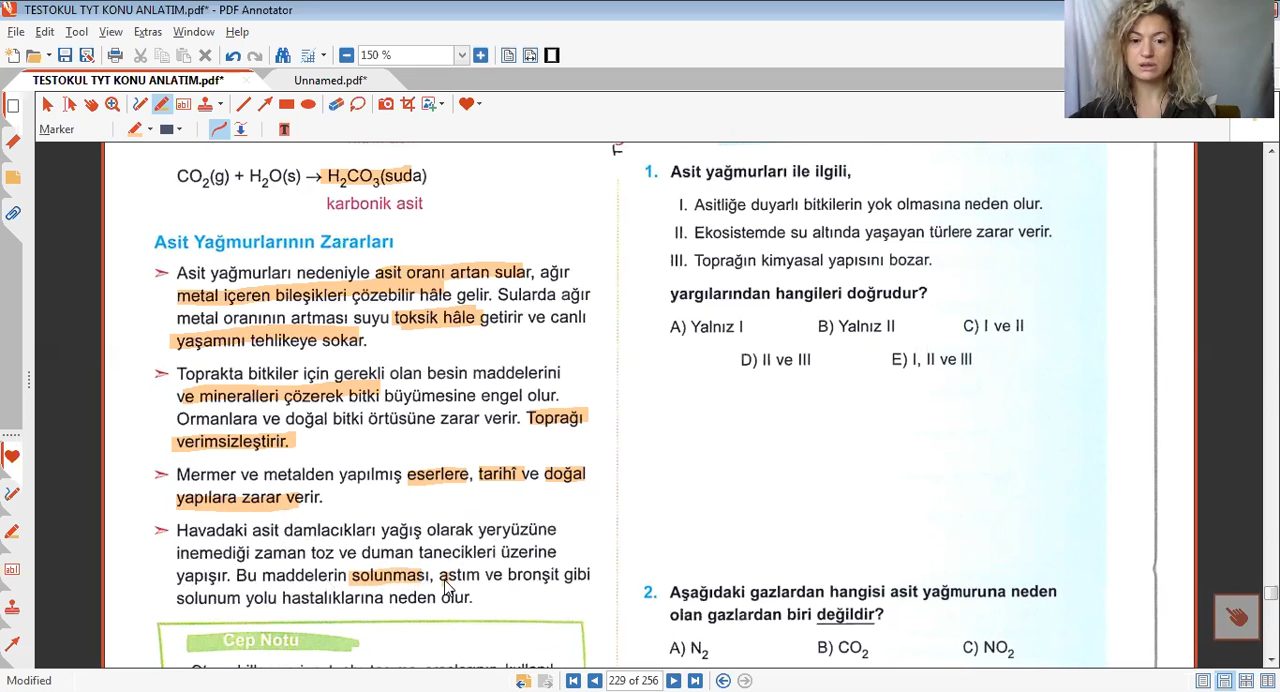 TESTOKUL TYT KONU ANLATIM.pdf* - PDF Annotator
File Edit Tool View Extras Window Help
150 %
TESTOKUL TYT KONU ANLATIM.pdf* Unnamed.pdf*
Marker
CO2(g) + H2O(s) → H2CO3(suda)
karbonik asit
Asit Yağmurlarının Zararları
➢ Asit yağmurları nedeniyle asit oranı artan sular, ağır
metal içeren bileşikleri çözebilir hâle gelir. Sularda ağır
metal oranının artması suyu toksik hâle getirir ve canlı
yaşamını tehlikeye sokar.
➢ Toprakta bitkiler için gerekli olan besin maddelerini
ve mineralleri çözerek bitki büyümesine engel olur.
Ormanlara ve doğal bitki örtüsüne zarar verir. Toprağı
verimsizleştirir.
➢ Mermer ve metalden yapılmış eserlere, tarihî ve doğal
yapılara zarar verir.
➢ Havadaki asit damlacıkları yağış olarak yeryüzüne
inemediği zaman toz ve duman tanecikleri üzerine
yapışır. Bu maddelerin solunması, astım ve bronşit gibi
solunum yolu hastalıklarına neden olur.
Cep Notu
1. Asit yağmurları ile ilgili,
I. Asitliğe duyarlı bitkilerin yok olmasına neden olur.
II. Ekosistemde su altında yaşayan türlere zarar verir.
III. Toprağın kimyasal yapısını bozar.
yargılarından hangileri doğrudur?
A) Yalnız I B) Yalnız II C) I ve II
D) II ve III E) I, II ve III
2. Aşağıdaki gazlardan hangisi asit yağmuruna neden
olan gazlardan biri değildir?
A) N2 B) CO2 C) NO2
Modified 229 of 256